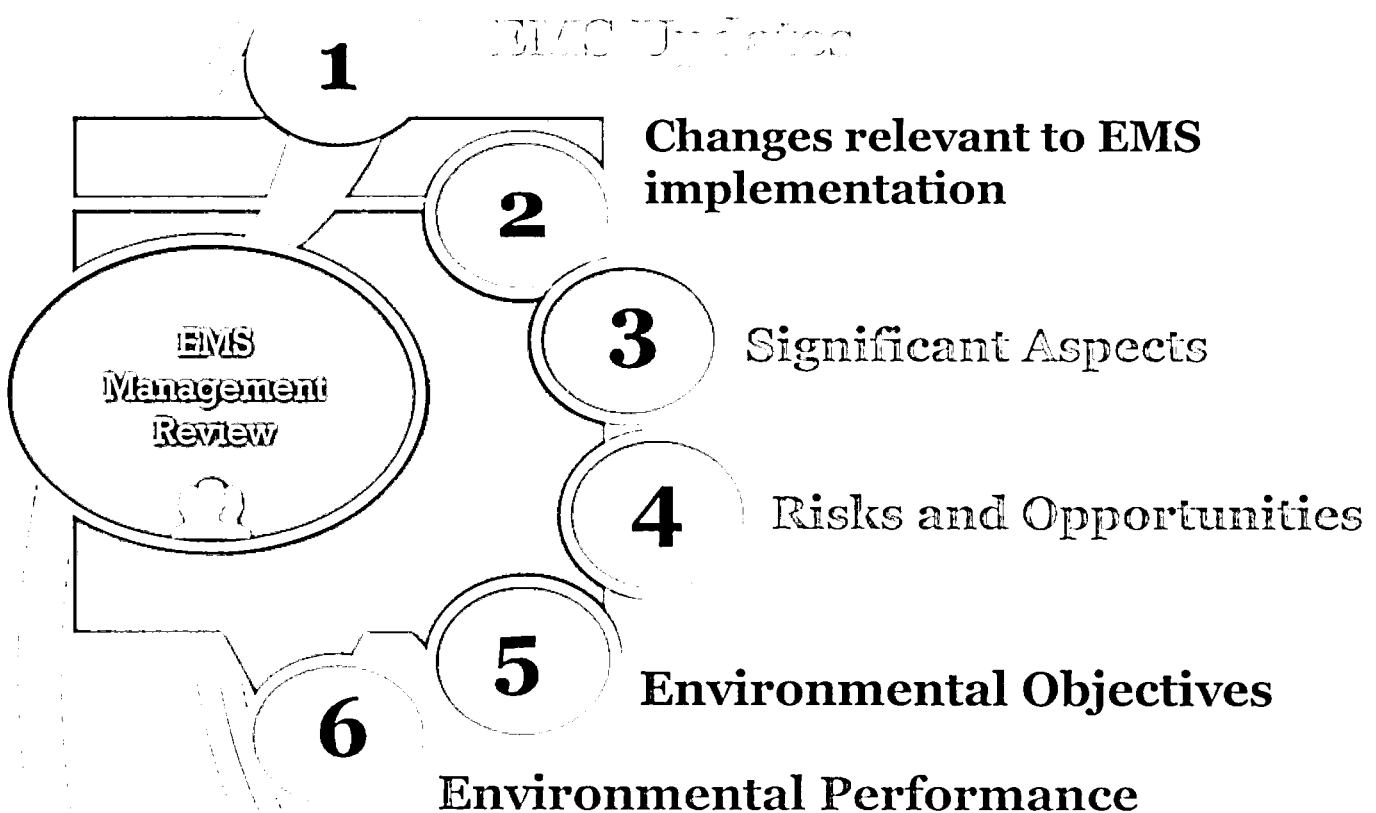 1
EMS Updates
2
Changes relevant to EMS
implementation
EMS
Management
Review
3
Significant Aspects
4
Risks and Opportunities
5
Environmental Objectives
6
Environmental Performance